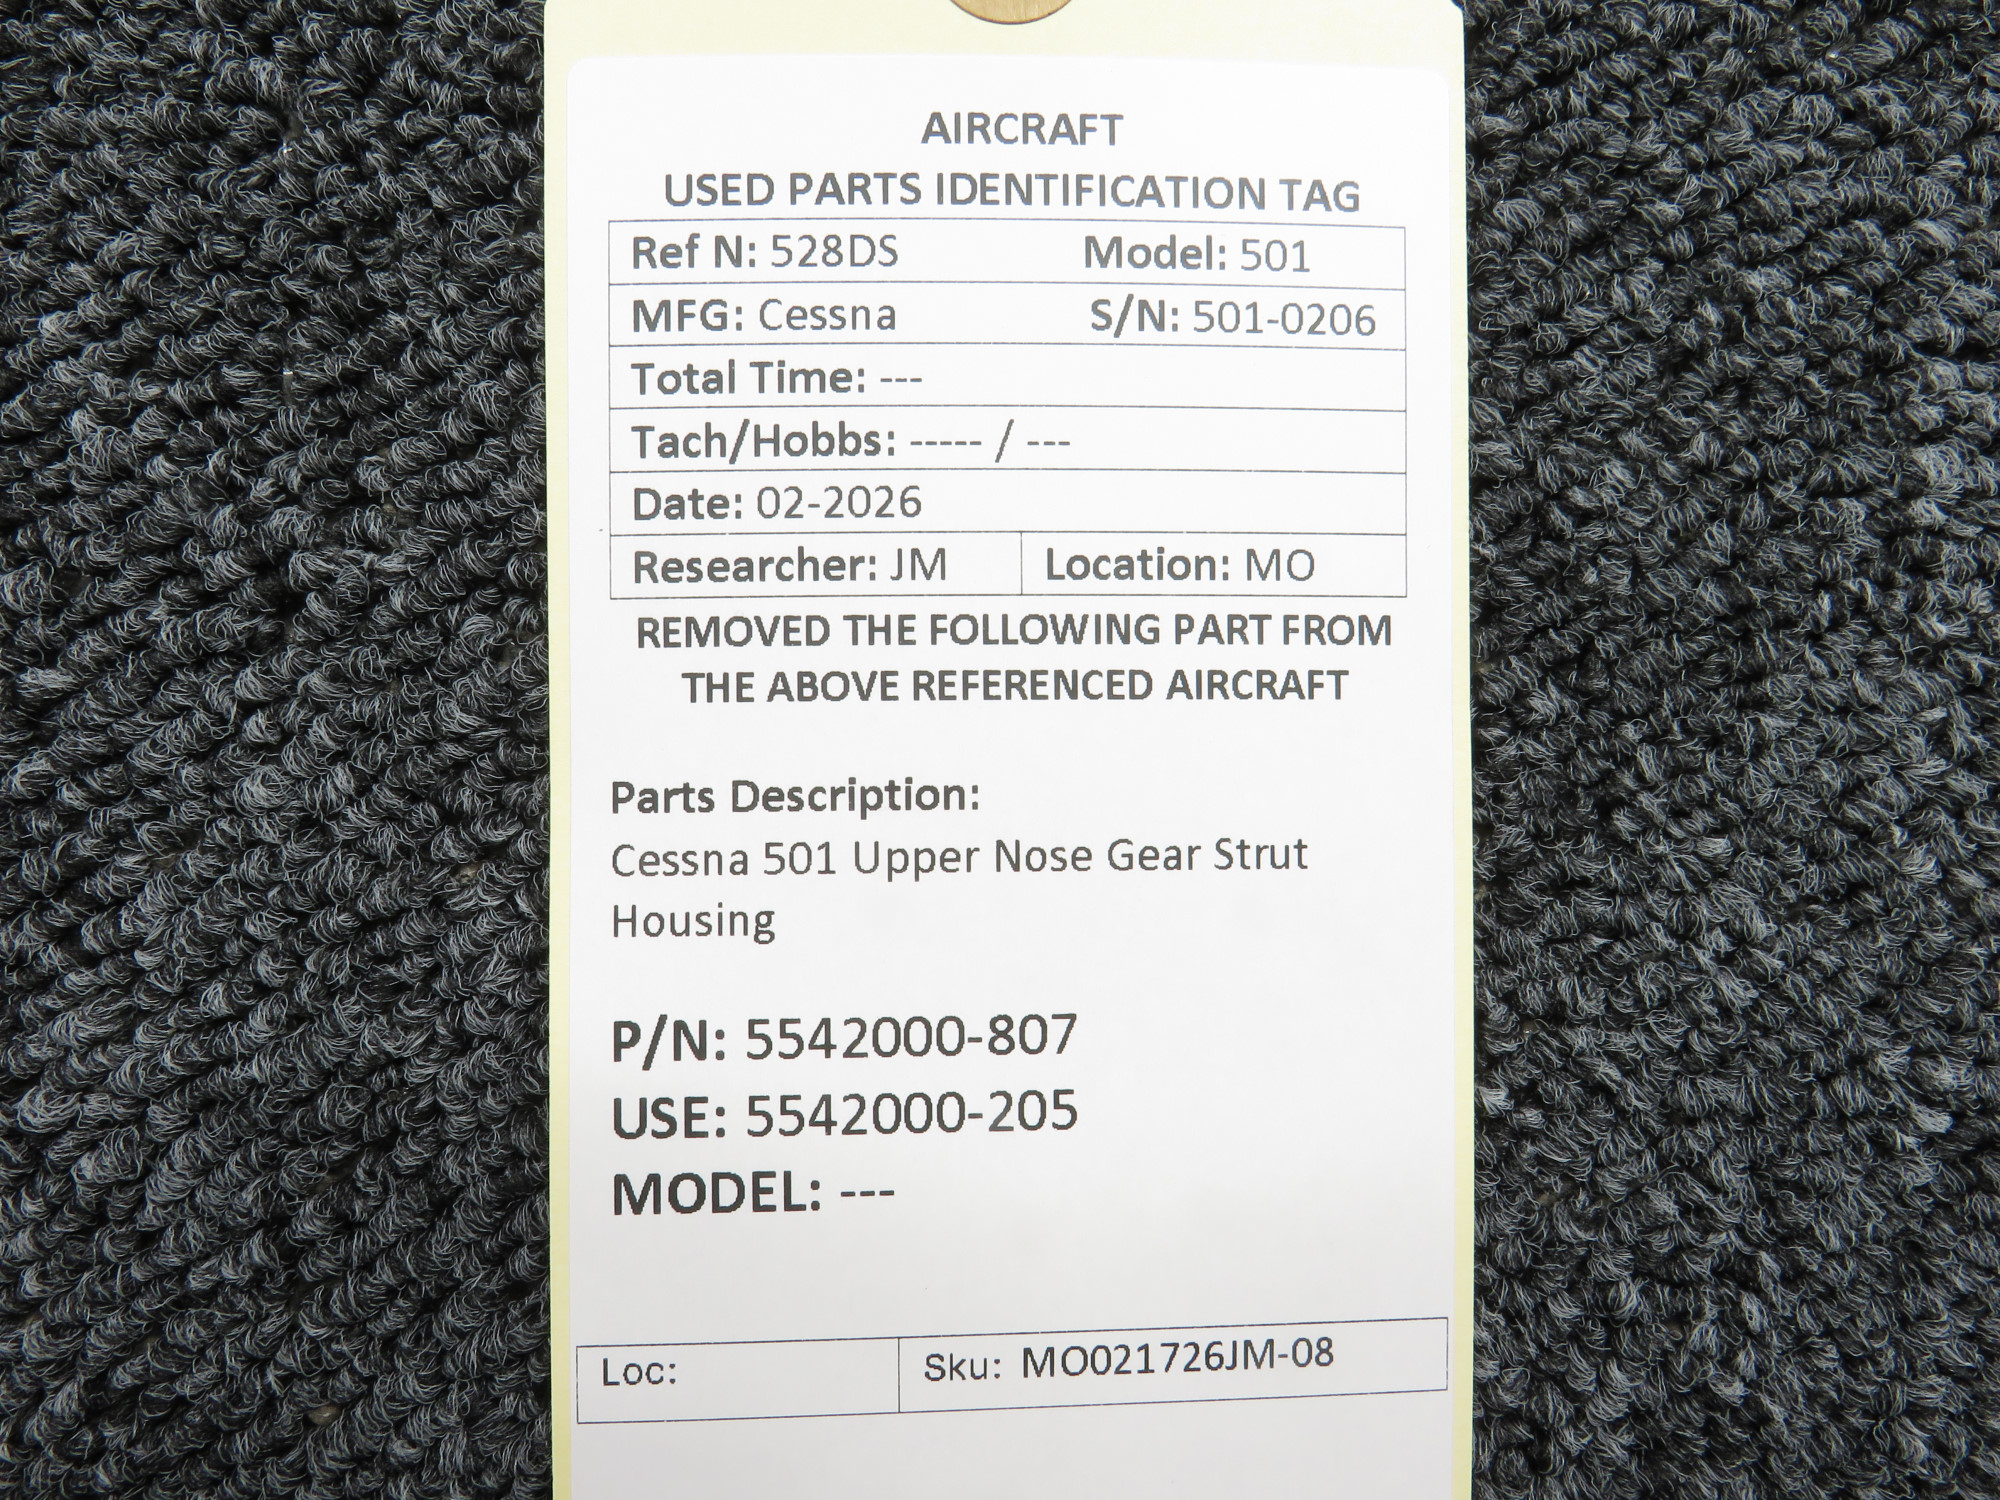 AIRCRAFT
USED PARTS IDENTIFICATION TAG
Ref N: 528DS Model: 501
MFG: Cessna S/N: 501-0206
Total Time: ---
Tach/Hobbs: ----- / ---
Date: 02-2026
Researcher: JM Location: MO
REMOVED THE FOLLOWING PART FROM
THE ABOVE REFERENCED AIRCRAFT
Parts Description:
Cessna 501 Upper Nose Gear Strut
Housing
P/N: 5542000-807
USE: 5542000-205
MODEL: ---
Loc: Sku: MO021726JM-08